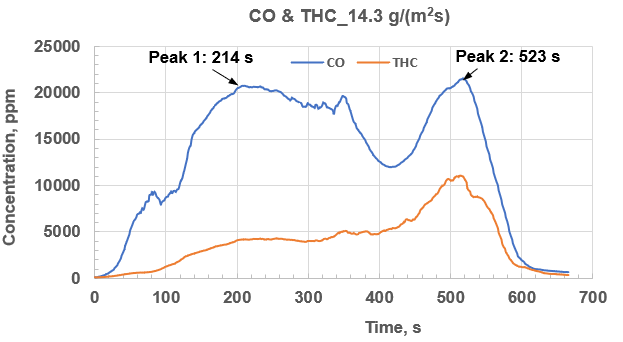 CO & THC_14.3 g/(m²s)
Peak 1: 214 s
Peak 2: 523 s
CO
THC
Concentration, ppm
25000
20000
15000
10000
5000
0
0 100 200 300 400 500 600 700
Time, s